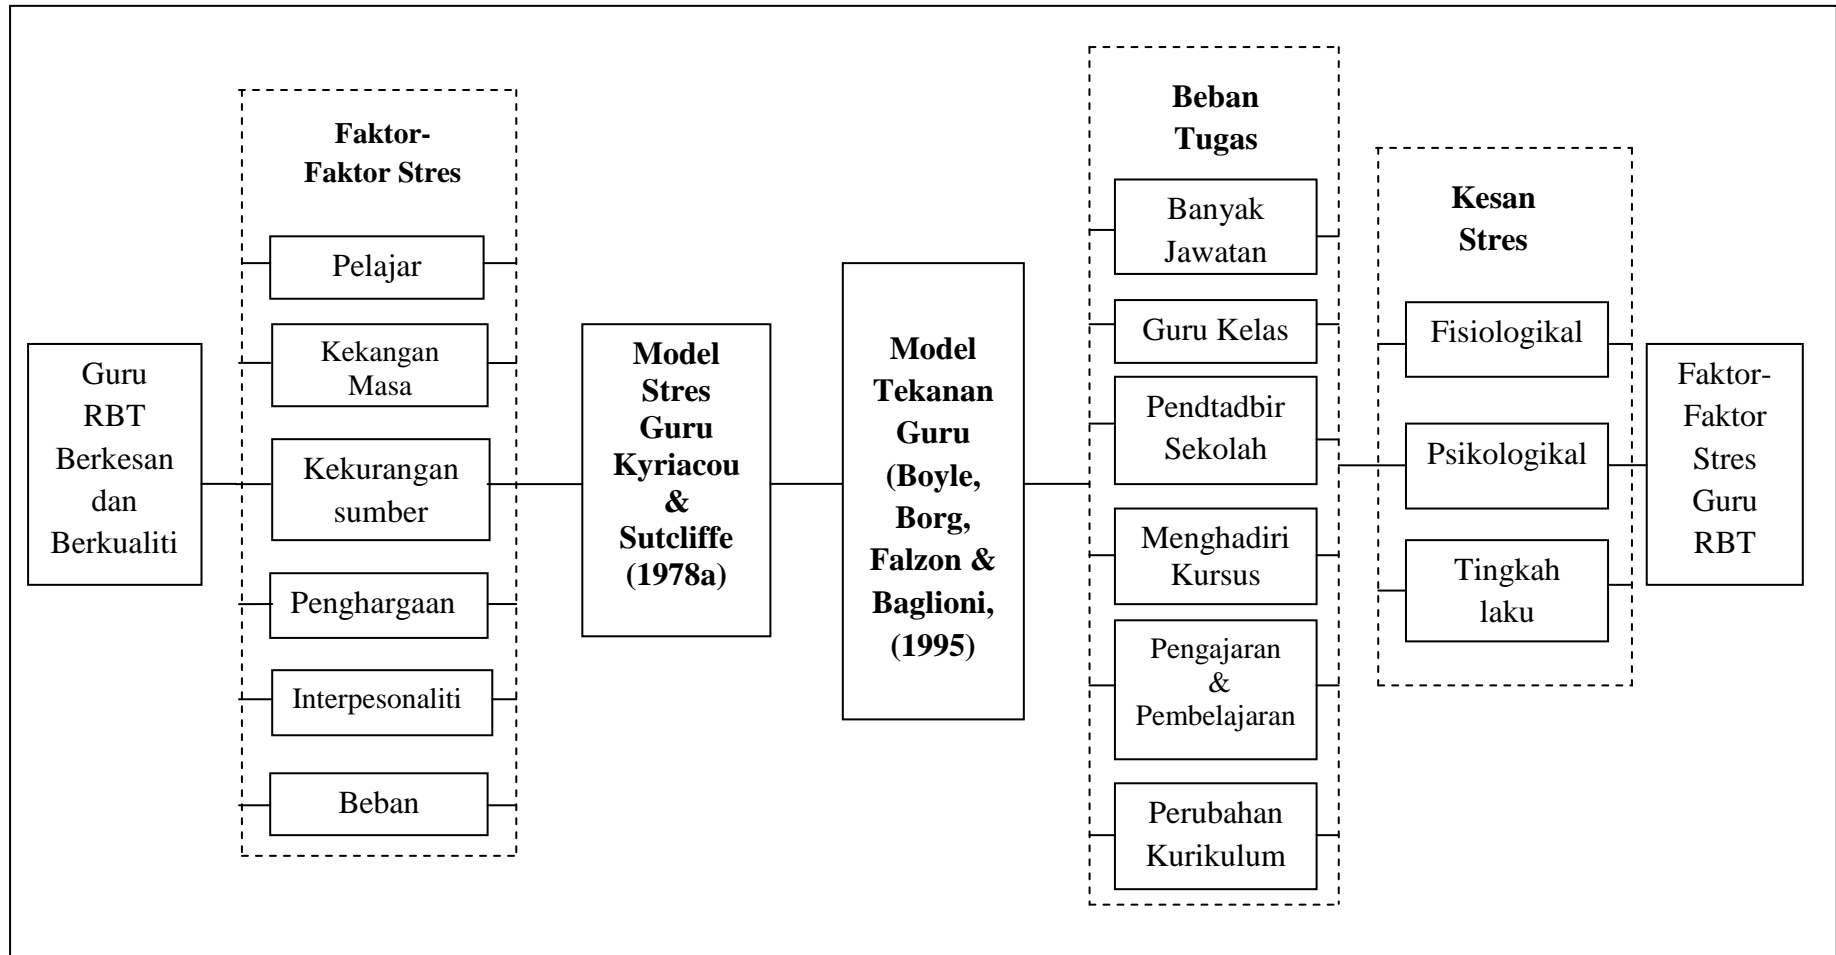 Guru
RBT
Berkesan
dan
Berkualiti
Faktor-
Faktor Stres
Pelajar
Kekangan
Masa
Kekurangan
sumber
Penghargaan
Interpesonaliti
Beban
Model
Stres
Guru
Kyriacou
&
Sutcliffe
(1978a)
Model
Tekanan
Guru
(Boyle,
Borg,
Falzon &
Baglioni,
(1995)
Beban
Tugas
Banyak
Jawatan
Guru Kelas
Pendtadbir
Sekolah
Menghadiri
Kursus
Pengajaran
&
Pembelajaran
Perubahan
Kurikulum
Kesan
Stres
Fisiologikal
Psikologikal
Tingkah
laku
Faktor-
Faktor
Stres
Guru
RBT